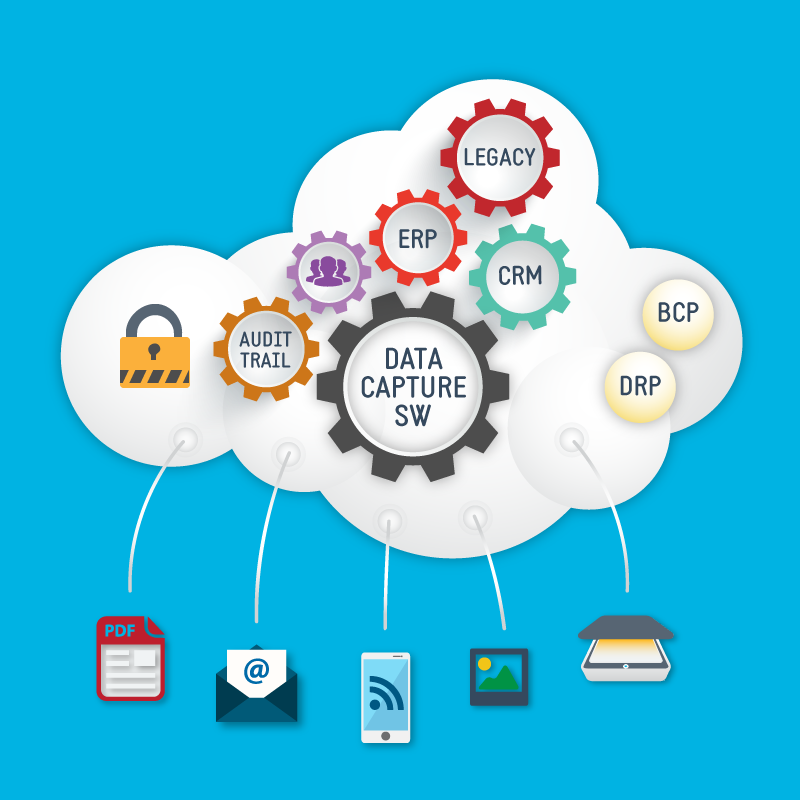 LEGACY
ERP
CRM
AUDIT
TRAIL
DATA
CAPTURE
SW
BCP
DRP
PDF
@